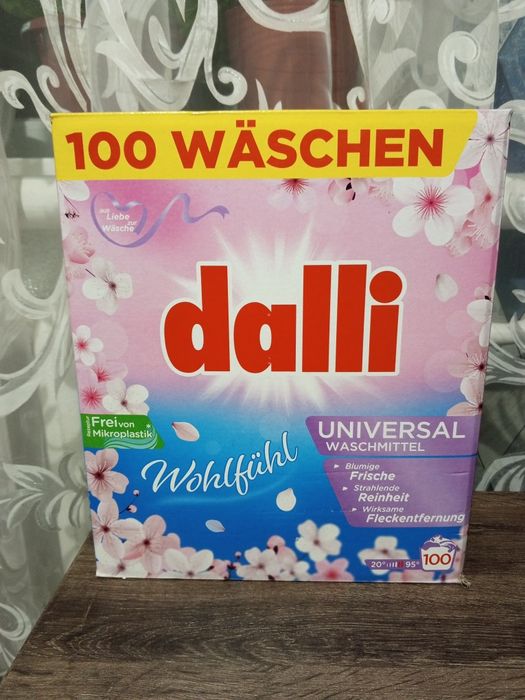 100 WÄSCHEN
aus
Liebe
zur
Wäsche
dalli
Rezeptur
Frei von
Mikroplastik*
Wohlfühl
UNIVERSAL
WASCHMITTEL
Blumige
Frische
Strahlende
Reinheit
Wirksame
Fleckentfernung
20° 95° 100